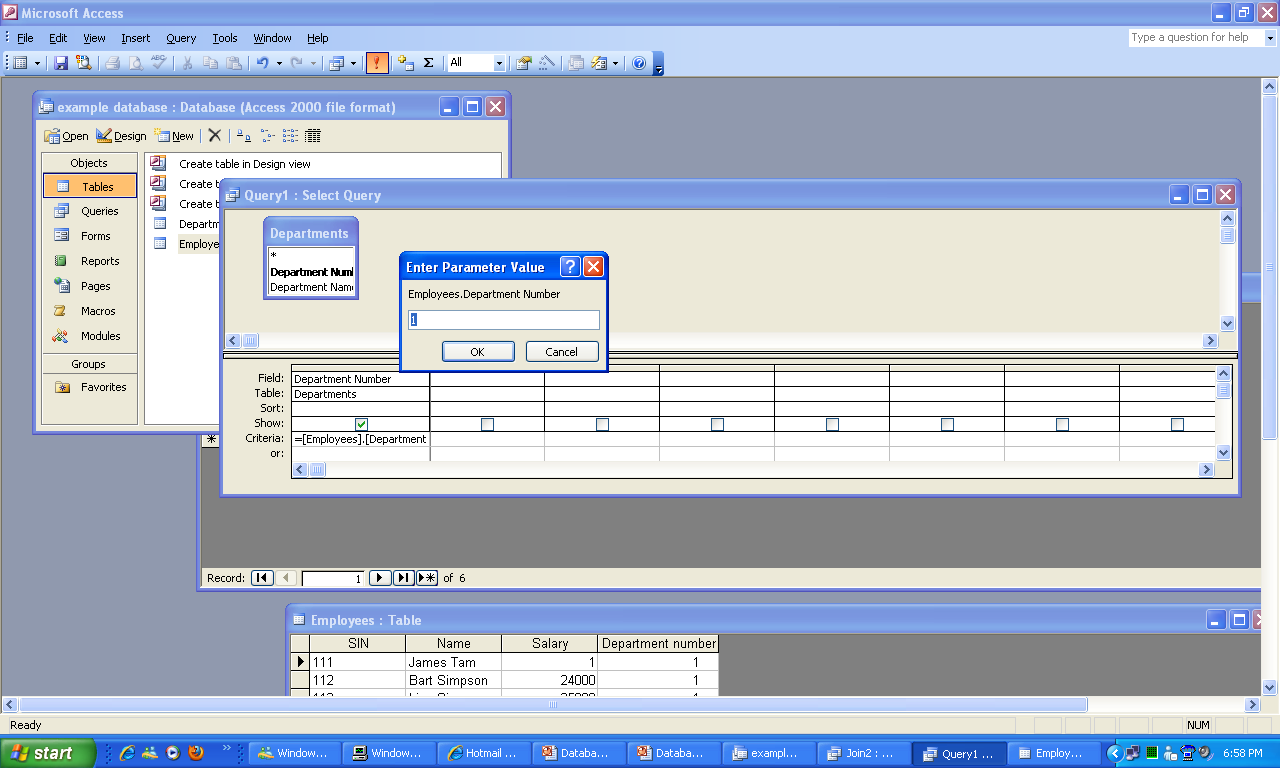 Microsoft Access
File Edit View Insert Query Tools Window Help
Type a question for help
All
example database : Database (Access 2000 file format)
Open Design New
Objects
Tables
Queries
Forms
Reports
Pages
Macros
Modules
Groups
Favorites
Create table in Design view
Create t
Create t
Departm
Employe
Query1 : Select Query
Departments
*
Department Num
Department Name
Enter Parameter Value
Employees.Department Number
1
OK Cancel
Field: Department Number
Table: Departments
Sort:
Show:
Criteria: =[Employees].[Department
or:
Record: 1 of 6
Employees : Table
SIN Name Salary Department number
111 James Tam 1 1
112 Bart Simpson 24000 1
Ready
NUM
start
Window...
Window...
Hotmail ...
Databa...
Databa...
exampl...
Join2 : ...
Query1 ...
Employ...
6:58 PM